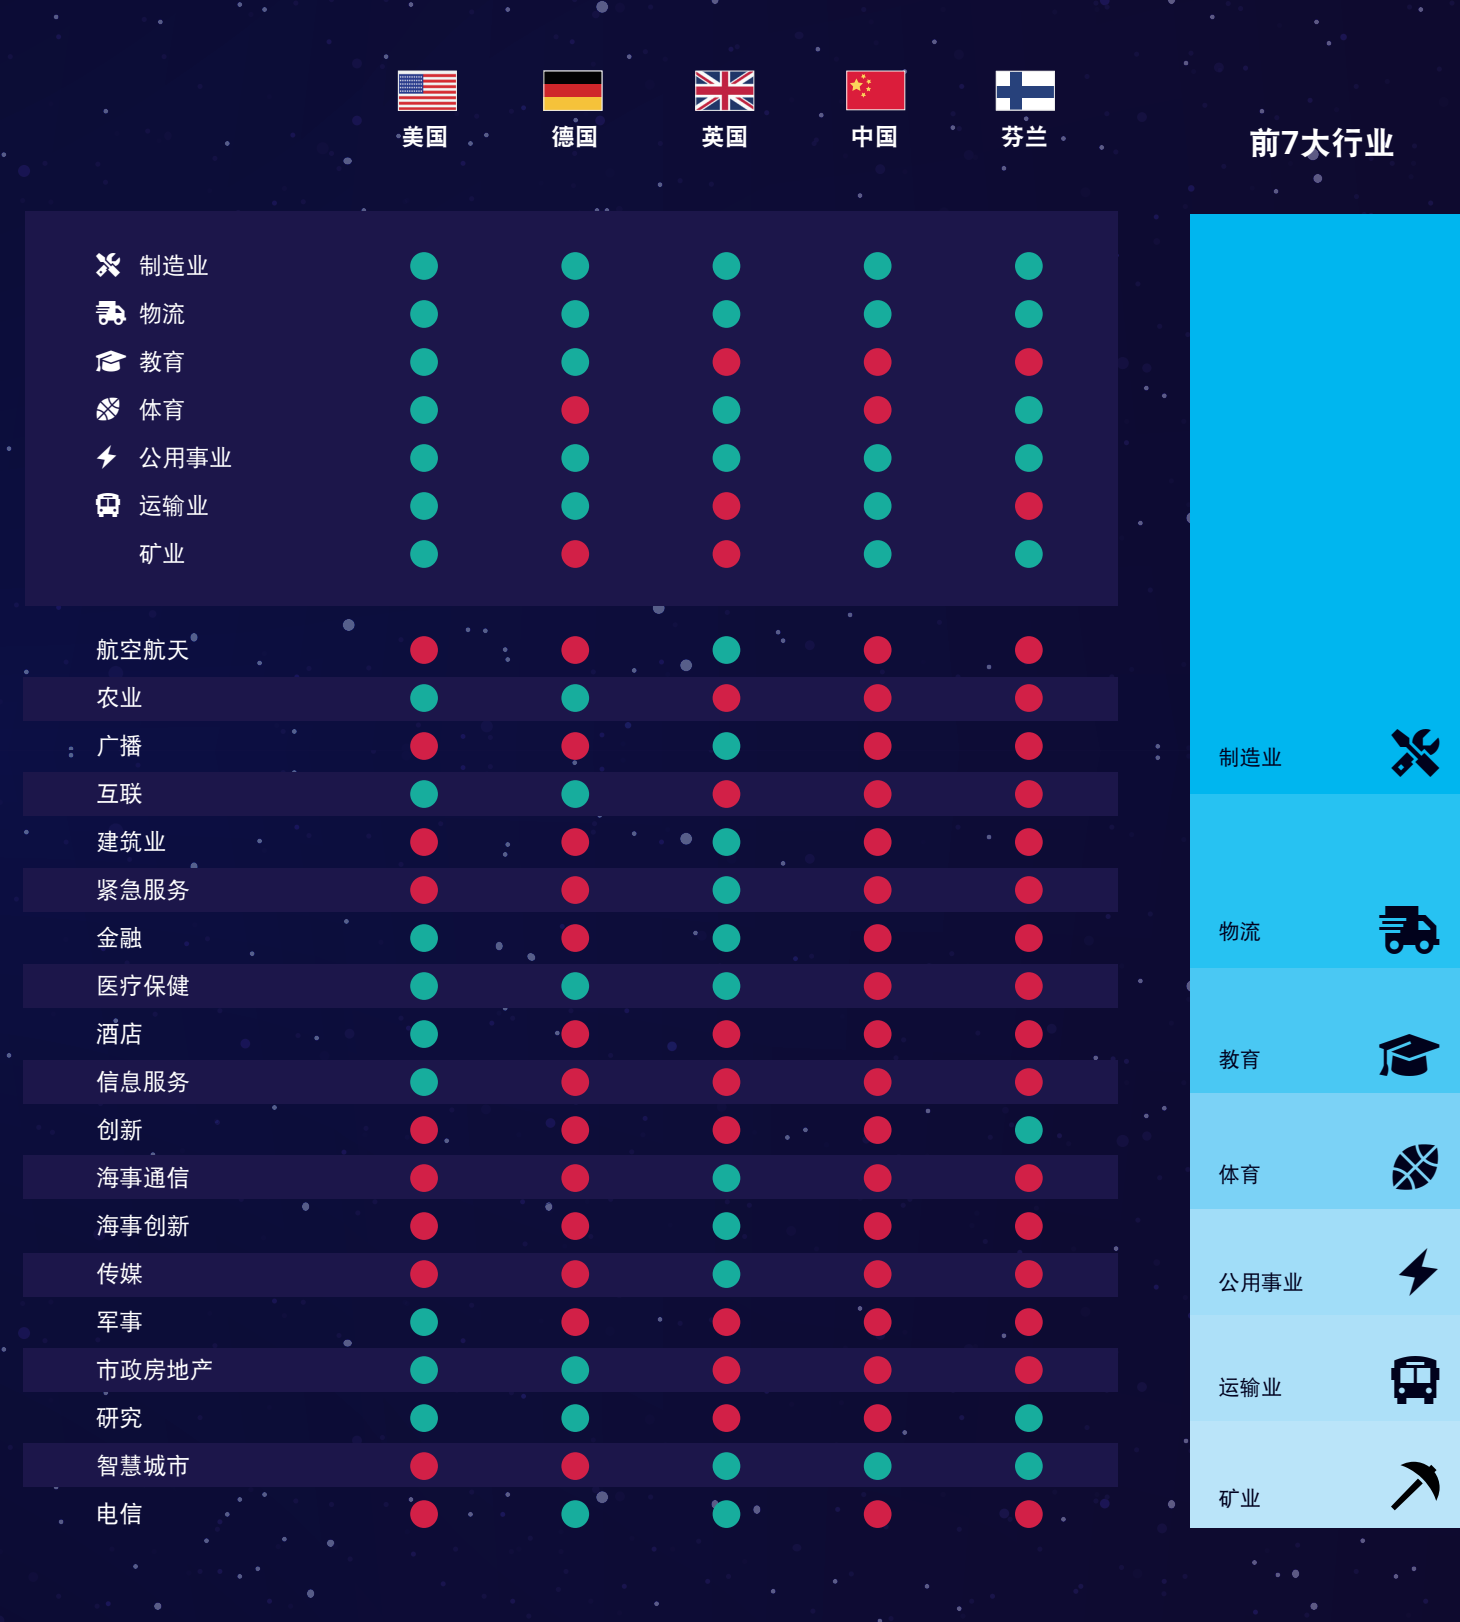 美国
德国
英国
中国
芬兰
前7大行业
制造业
物流
教育
体育
公用事业
运输业
矿业
航空航天
农业
广播
互联
建筑业
紧急服务
金融
医疗保健
酒店
信息服务
创新
海事通信
海事创新
传媒
军事
市政房地产
研究
智慧城市
电信
制造业
物流
教育
体育
公用事业
运输业
矿业